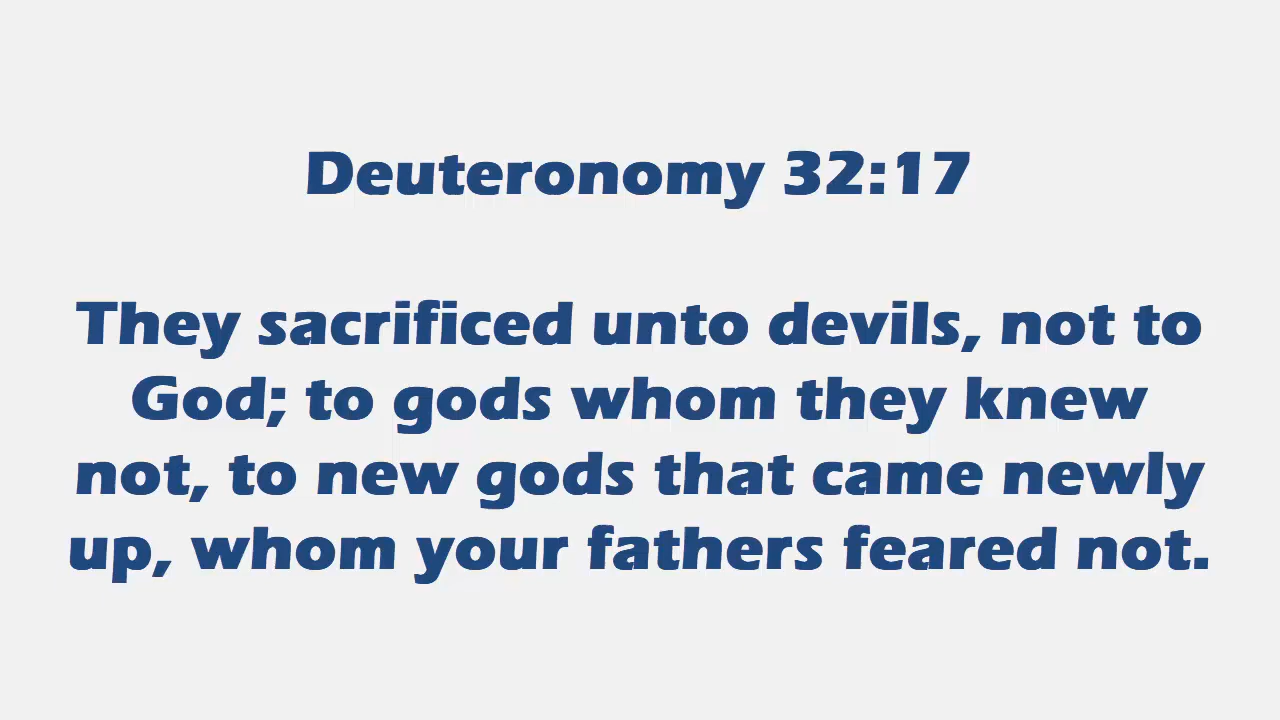 Deuteronomy 32:17
They sacrificed unto devils, not to
God; to gods whom they knew
not, to new gods that came newly
up, whom your fathers feared not.